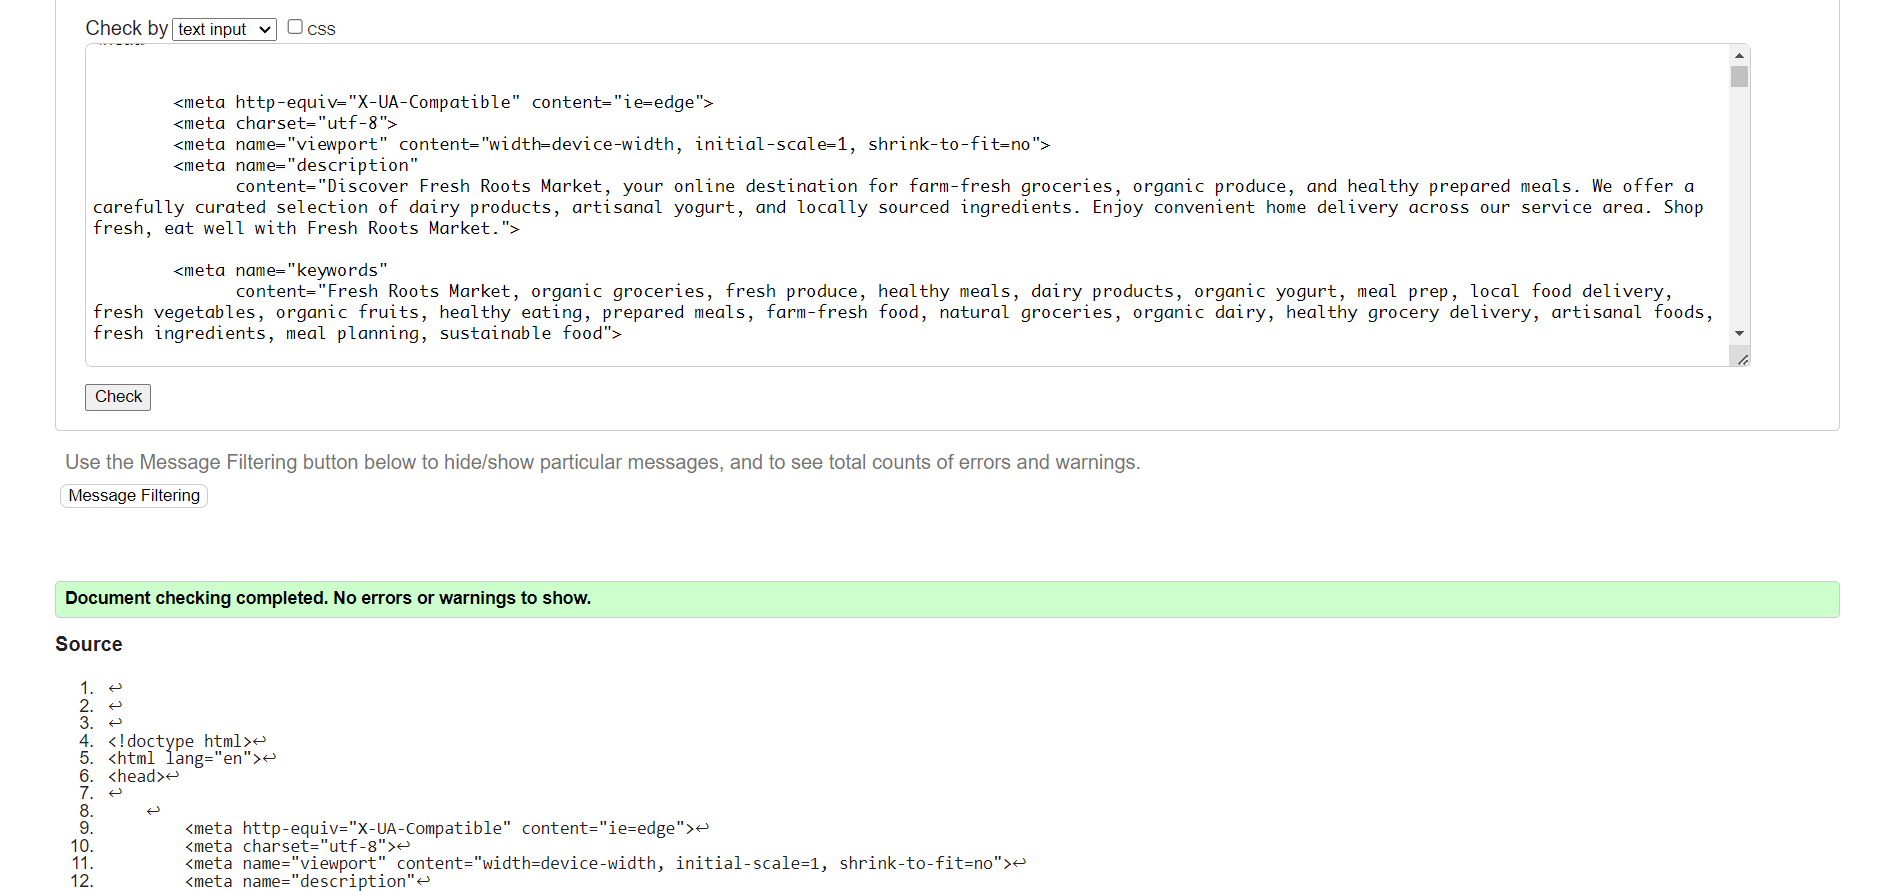 Check by text input CSS
<meta http-equiv="X-UA-Compatible" content="ie=edge">
<meta charset="utf-8">
<meta name="viewport" content="width=device-width, initial-scale=1, shrink-to-fit=no">
<meta name="description"
content="Discover Fresh Roots Market, your online destination for farm-fresh groceries, organic produce, and healthy prepared meals. We offer a
carefully curated selection of dairy products, artisanal yogurt, and locally sourced ingredients. Enjoy convenient home delivery across our service area. Shop
fresh, eat well with Fresh Roots Market.">
<meta name="keywords"
content="Fresh Roots Market, organic groceries, fresh produce, healthy meals, dairy products, organic yogurt, meal prep, local food delivery,
fresh vegetables, organic fruits, healthy eating, prepared meals, farm-fresh food, natural groceries, organic dairy, healthy grocery delivery, artisanal foods,
fresh ingredients, meal planning, sustainable food">
Check
Use the Message Filtering button below to hide/show particular messages, and to see total counts of errors and warnings.
Message Filtering
Document checking completed. No errors or warnings to show.
Source
1. ↩
2. ↩
3. ↩
4. <!doctype html>↩
5. <html lang="en">↩
6. <head>↩
7. ↩
8. ↩
9. <meta http-equiv="X-UA-Compatible" content="ie=edge">↩
10. <meta charset="utf-8">↩
11. <meta name="viewport" content="width=device-width, initial-scale=1, shrink-to-fit=no">↩
12. <meta name="description"↩